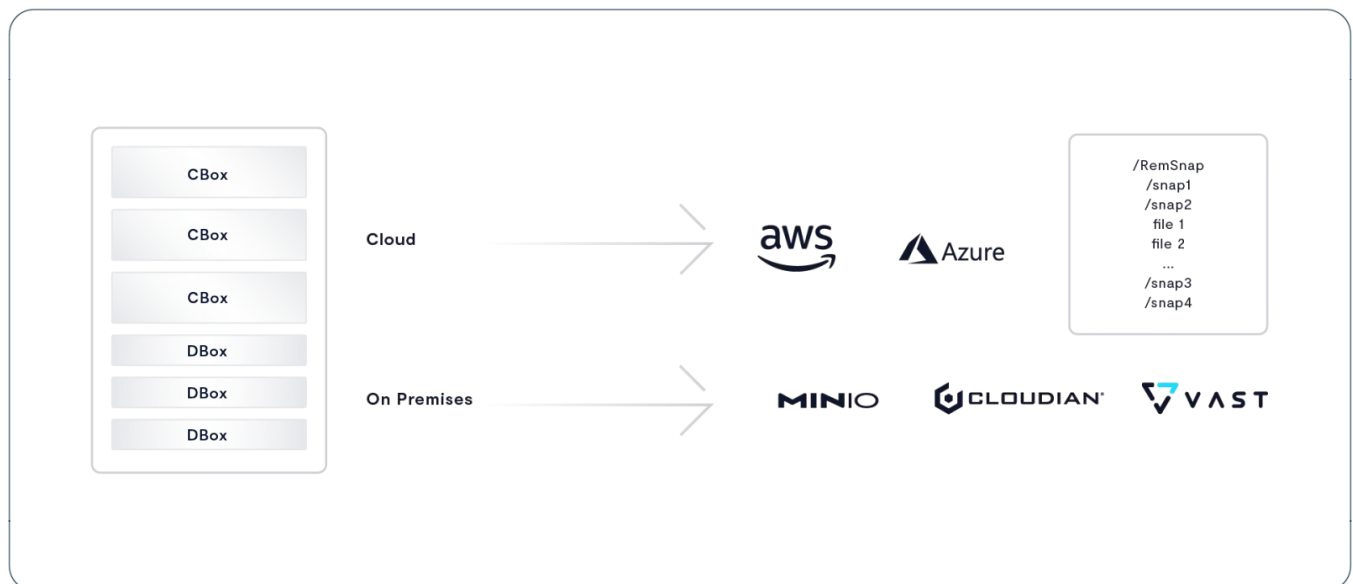 CBox
CBox
CBox
DBox
DBox
DBox
Cloud
aws
Azure
/RemSnap
/snap1
/snap2
file 1
file 2
...
/snap3
/snap4
On Premises
MINIO
CLOUDIAN®
VAST